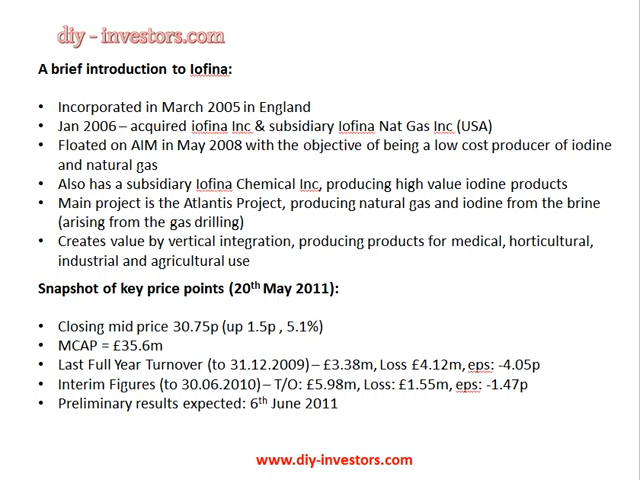 diy - investors.com
A brief introduction to Iofina:
• Incorporated in March 2005 in England
• Jan 2006 – acquired iofina Inc & subsidiary Iofina Nat Gas Inc (USA)
• Floated on AIM in May 2008 with the objective of being a low cost producer of iodine
and natural gas
• Also has a subsidiary Iofina Chemical Inc, producing high value iodine products
• Main project is the Atlantis Project, producing natural gas and iodine from the brine
(arising from the gas drilling)
• Creates value by vertical integration, producing products for medical, horticultural,
industrial and agricultural use
Snapshot of key price points (20th May 2011):
• Closing mid price 30.75p (up 1.5p , 5.1%)
• MCAP = £35.6m
• Last Full Year Turnover (to 31.12.2009) – £3.38m, Loss £4.12m, eps: -4.05p
• Interim Figures (to 30.06.2010) – T/O: £5.98m, Loss: £1.55m, eps: -1.47p
• Preliminary results expected: 6th June 2011
www.diy-investors.com